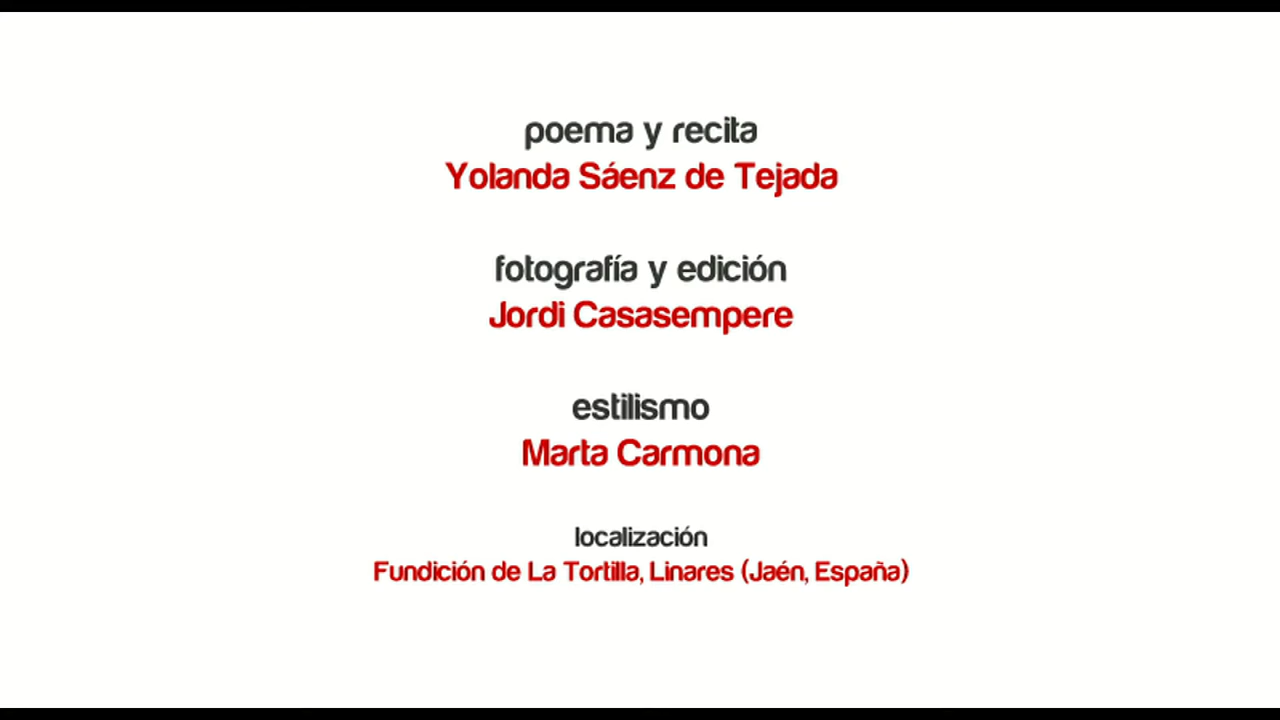 poema y recita
Yolanda Sáenz de Tejada
fotografía y edición
Jordi Casasempere
estilismo
Marta Carmona
localización
Fundición de La Tortilla, Linares (Jaén, España)